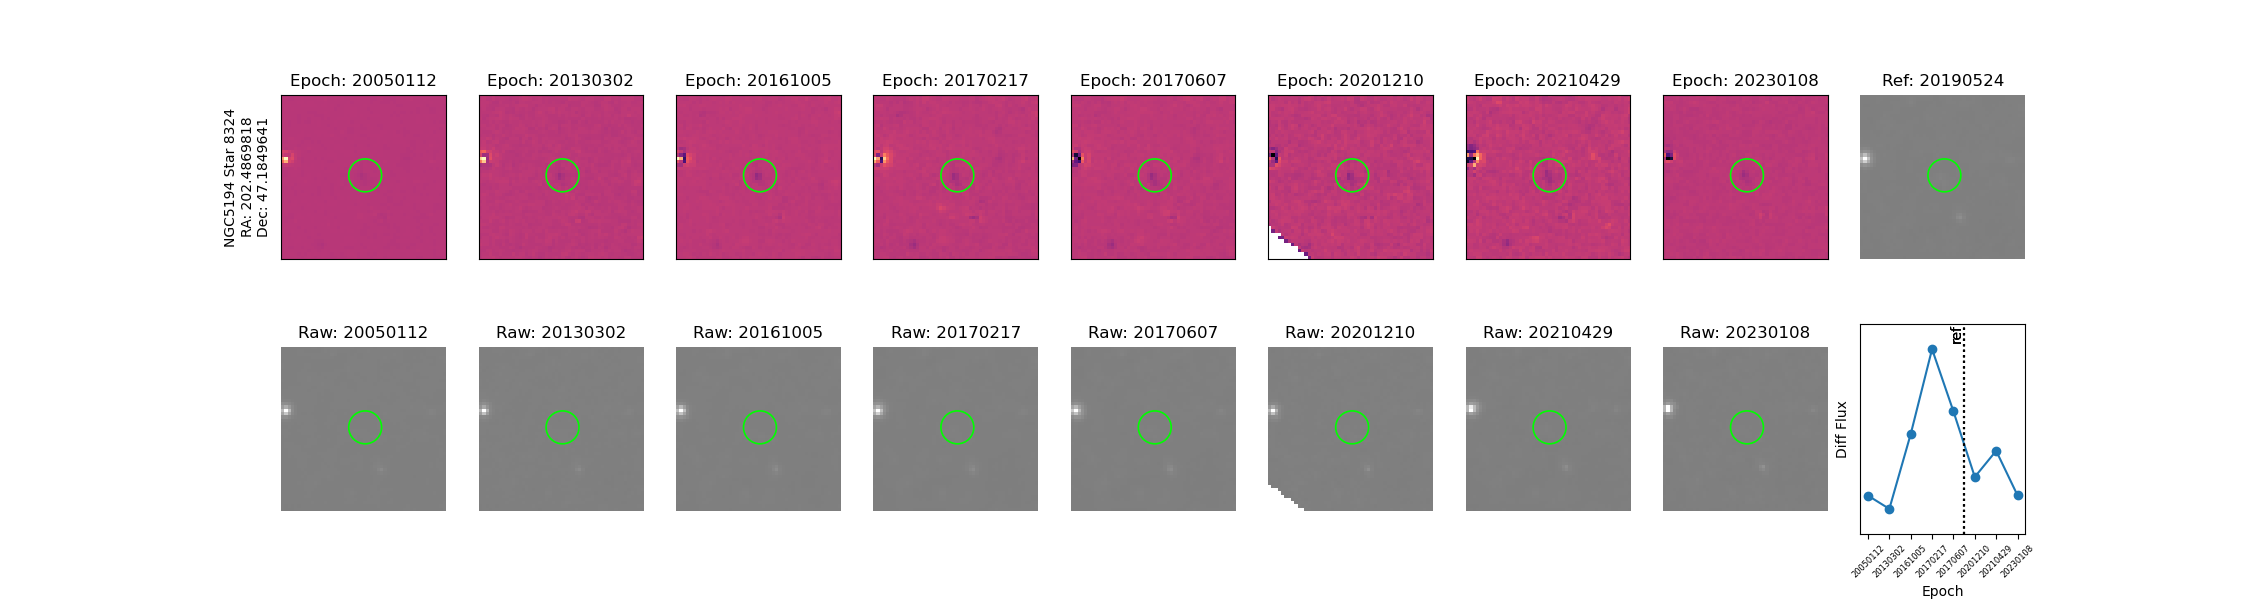 NGC5194 Star 8324
RA: 202.4869818
Dec: 47.1849641
Epoch: 20050112
Epoch: 20130302
Epoch: 20161005
Epoch: 20170217
Epoch: 20170607
Epoch: 20201210
Epoch: 20210429
Epoch: 20230108
Ref: 20190524
Raw: 20050112
Raw: 20130302
Raw: 20161005
Raw: 20170217
Raw: 20170607
Raw: 20201210
Raw: 20210429
Raw: 20230108
ref
Diff Flux
20050112
20130302
20161005
20170217
20170607
20201210
20210429
20230108
Epoch